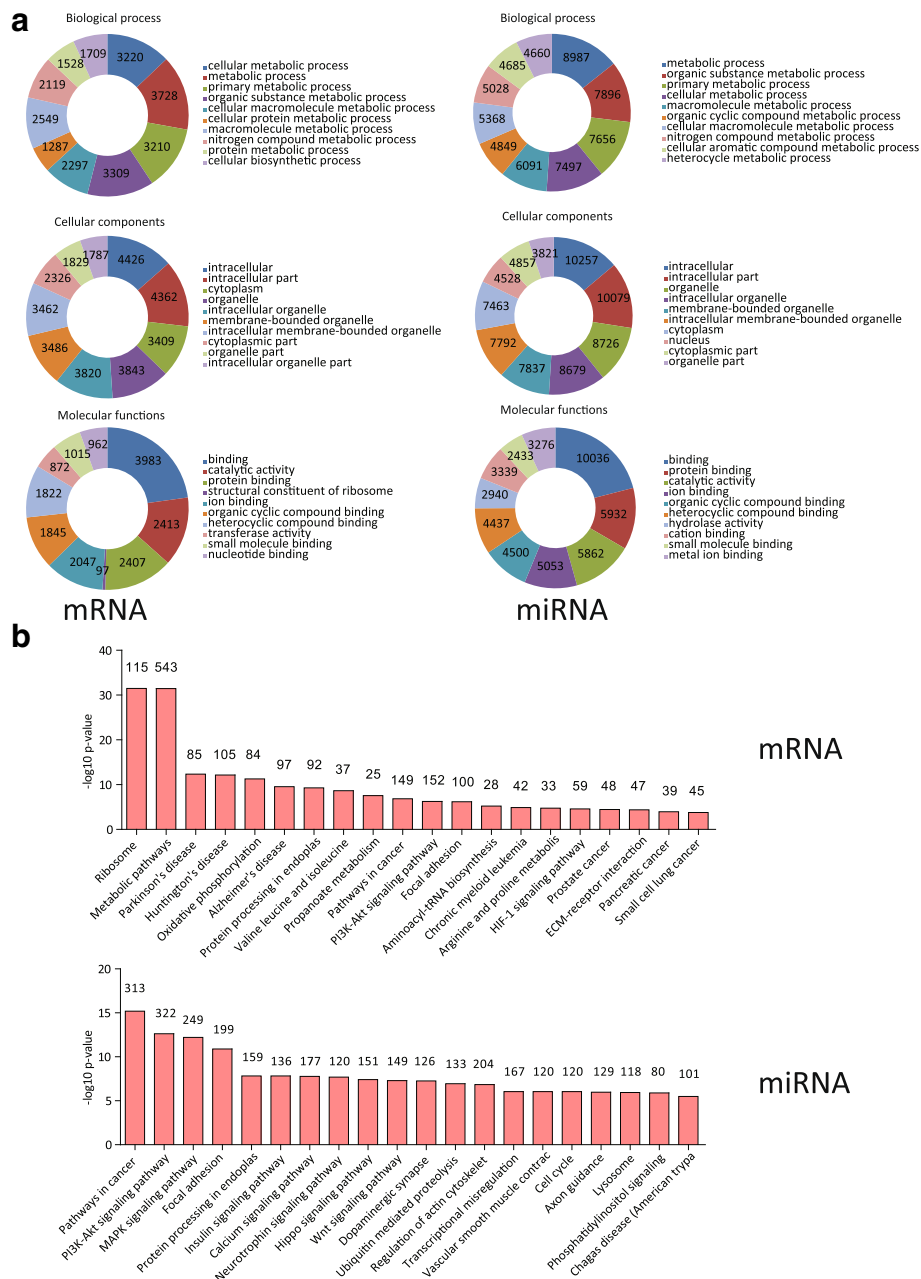 a
Biological process
3220
3728
3210
3309
2297
1287
2549
2119
1528
1709
cellular metabolic process
metabolic process
primary metabolic process
organic substance metabolic process
cellular macromolecule metabolic process
cellular protein metabolic process
macromolecule metabolic process
nitrogen compound metabolic process
protein metabolic process
cellular biosynthetic process
Biological process
8987
7896
7656
7497
6091
4849
5368
5028
4685
4660
metabolic process
organic substance metabolic process
primary metabolic process
cellular metabolic process
macromolecule metabolic process
organic cyclic compound metabolic process
cellular macromolecule metabolic process
nitrogen compound metabolic process
cellular aromatic compound metabolic process
heterocycle metabolic process
Cellular components
4426
4362
3409
3843
3820
3486
3462
2326
1829
1787
intracellular
intracellular part
cytoplasm
organelle
intracellular organelle
membrane-bounded organelle
intracellular membrane-bounded organelle
cytoplasmic part
organelle part
intracellular organelle part
Cellular components
10257
10079
8726
8679
7837
7792
7463
4528
4857
3821
intracellular
intracellular part
organelle
intracellular organelle
membrane-bounded organelle
intracellular membrane-bounded organelle
cytoplasm
nucleus
cytoplasmic part
organelle part
Molecular functions
3983
2413
2407
97
2047
1845
1822
872
1015
962
binding
catalytic activity
protein binding
structural constituent of ribosome
ion binding
organic cyclic compound binding
heterocyclic compound binding
transferase activity
small molecule binding
nucleotide binding
mRNA
Molecular functions
10036
5932
5862
5053
4500
4437
2940
3339
2433
3276
binding
protein binding
catalytic activity
ion binding
organic cyclic compound binding
heterocyclic compound binding
hydrolase activity
cation binding
small molecule binding
metal ion binding
miRNA
b
-log10 p-value
40
30
20
10
0
115 543 85 105 84 97 92 37 25 149 152 100 28 42 33 59 48 47 39 45
Ribosome
Metabolic pathways
Parkinson's disease
Huntington's disease
Oxidative phosphorylation
Alzheimer's disease
Protein processing in endoplas
Valine leucine and isoleucine
Propanoate metabolism
Pathways in cancer
PI3K-Akt signaling pathway
Focal adhesion
Aminoacyl-tRNA biosynthesis
Chronic myeloid leukemia
Arginine and proline metabolis
HIF-1 signaling pathway
Prostate cancer
ECM-receptor interaction
Pancreatic cancer
Small cell lung cancer
mRNA
-log10 p-value
20
15
10
5
0
313 322 249 199 159 136 177 120 151 149 126 133 204 167 120 120 129 118 80 101
Pathways in cancer
PI3K-Akt signaling pathway
MAPK signaling pathway
Focal adhesion
Protein processing in endoplas
Insulin signaling pathway
Calcium signaling pathway
Neurotrophin signaling pathway
Hippo signaling pathway
Wnt signaling pathway
Dopaminergic synapse
Ubiquitin mediated proteolysis
Regulation of actin cytoskelet
Transcriptional misregulation
Vascular smooth muscle contrac
Cell cycle
Axon guidance
Lysosome
Phosphatidylinositol signaling
Chagas disease (American trypa
miRNA